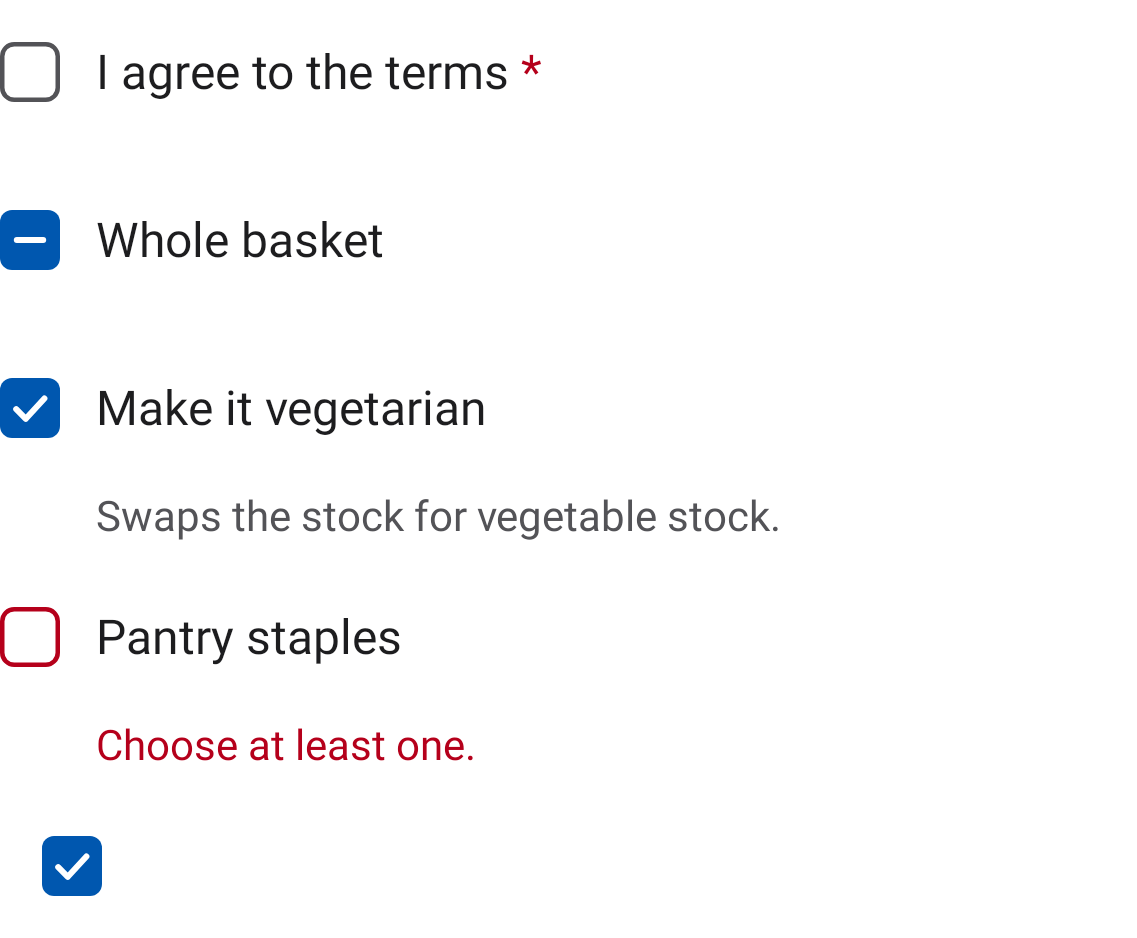 I agree to the terms *
Whole basket
Make it vegetarian
Swaps the stock for vegetable stock.
Pantry staples
Choose at least one.